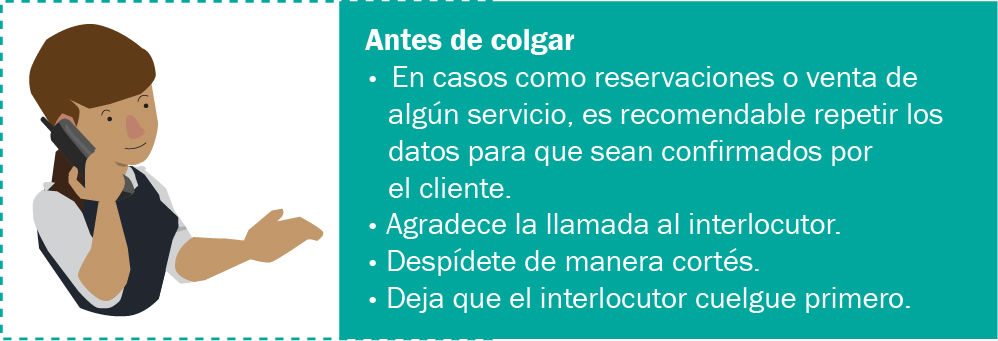 Antes de colgar
• En casos como reservaciones o venta de
algún servicio, es recomendable repetir los
datos para que sean confirmados por
el cliente.
• Agradece la llamada al interlocutor.
• Despídete de manera cortés.
• Deja que el interlocutor cuelgue primero.